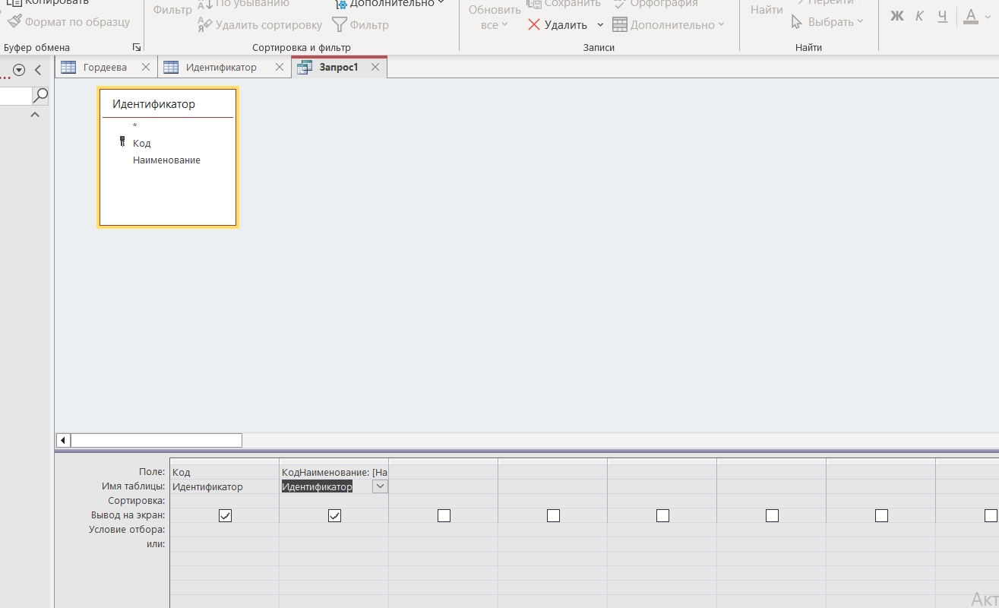 Копировать
Формат по образцу
Буфер обмена
Фильтр
По убыванию
Удалить сортировку
Дополнительно
Фильтр
Сортировка и фильтр
Обновить
все
Сохранить
Удалить
Орфография
Дополнительно
Записи
Найти
Перейти
Выбрать
Найти
Ж К Ч А
Гордеева
Идентификатор
Запрос1
Идентификатор
*
Код
Наименование
Поле: Код КодНаименование: [На
Имя таблицы: Идентификатор Идентификатор
Сортировка:
Вывод на экран:
Условие отбора:
или:
Акт